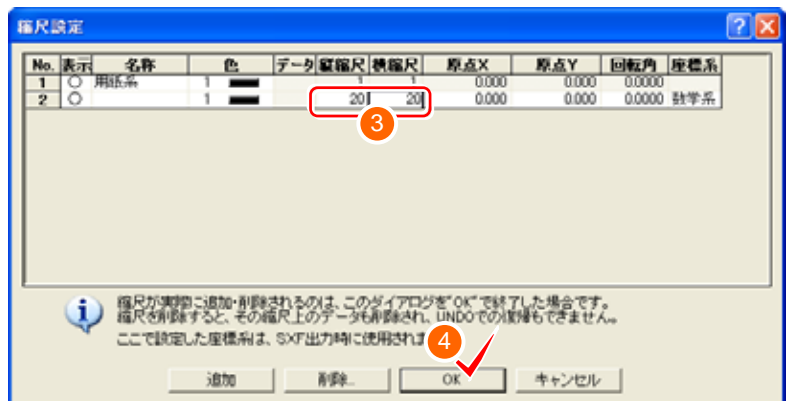 縮尺設定
No. 表示 名称 色 データ 縦縮尺 横縮尺 原点X 原点Y 回転角 座標系
1 ○ 用紙系 1 1 1 0.000 0.000 0.0000
2 ○ 1 20 20 0.000 0.000 0.0000 数学系
3
縮尺が実際に追加・削除されるのは、このダイアログを"OK"で終了した場合です。
縮尺を削除すると、その縮尺上のデータも削除され、UNDOでの復帰もできません。
ここで設定した座標系は、SXF出力時に使用されま
4
追加 削除... OK キャンセル